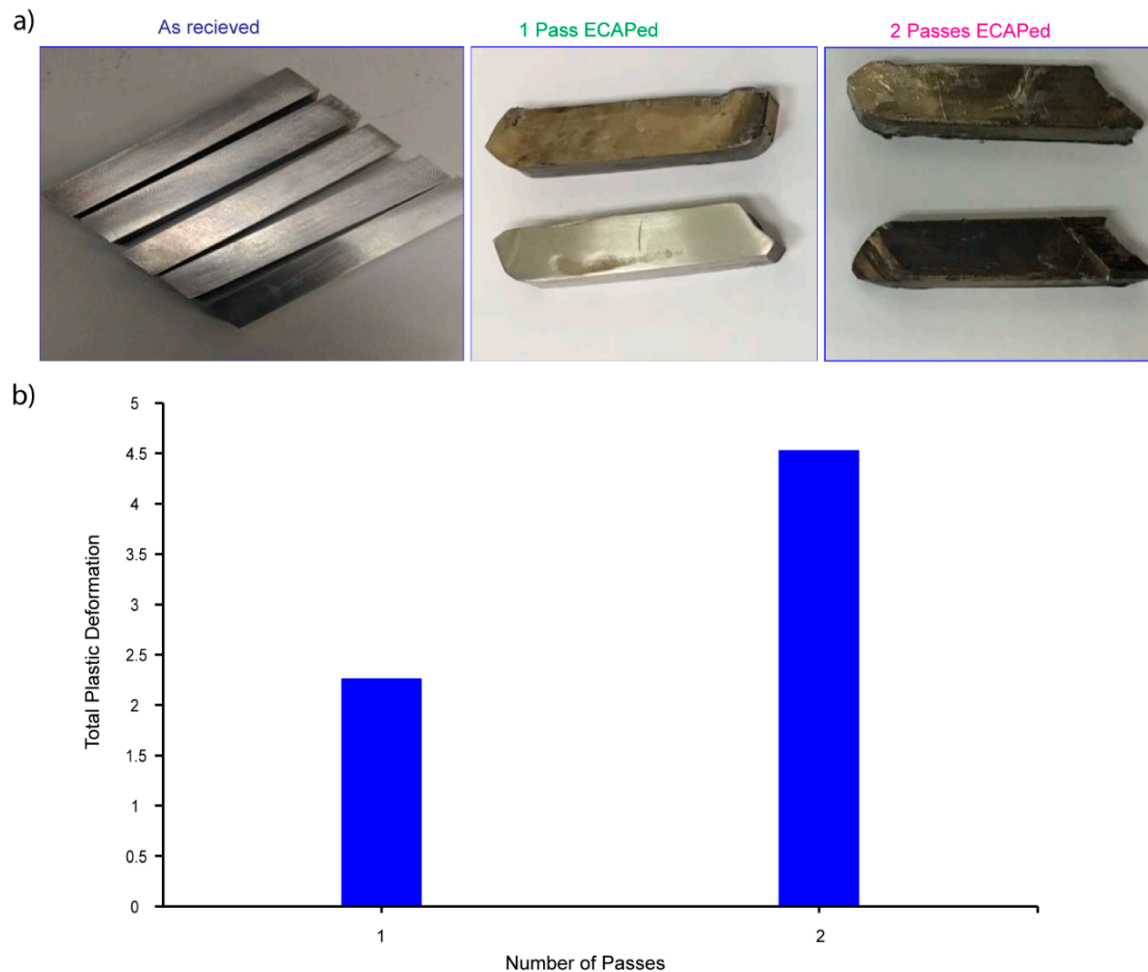 a)
As recieved
1 Pass ECAPed
2 Passes ECAPed
b)
5
4.5
4
3.5
3
2.5
2
1.5
1
0.5
0
Total Plastic Deformation
1
2
Number of Passes